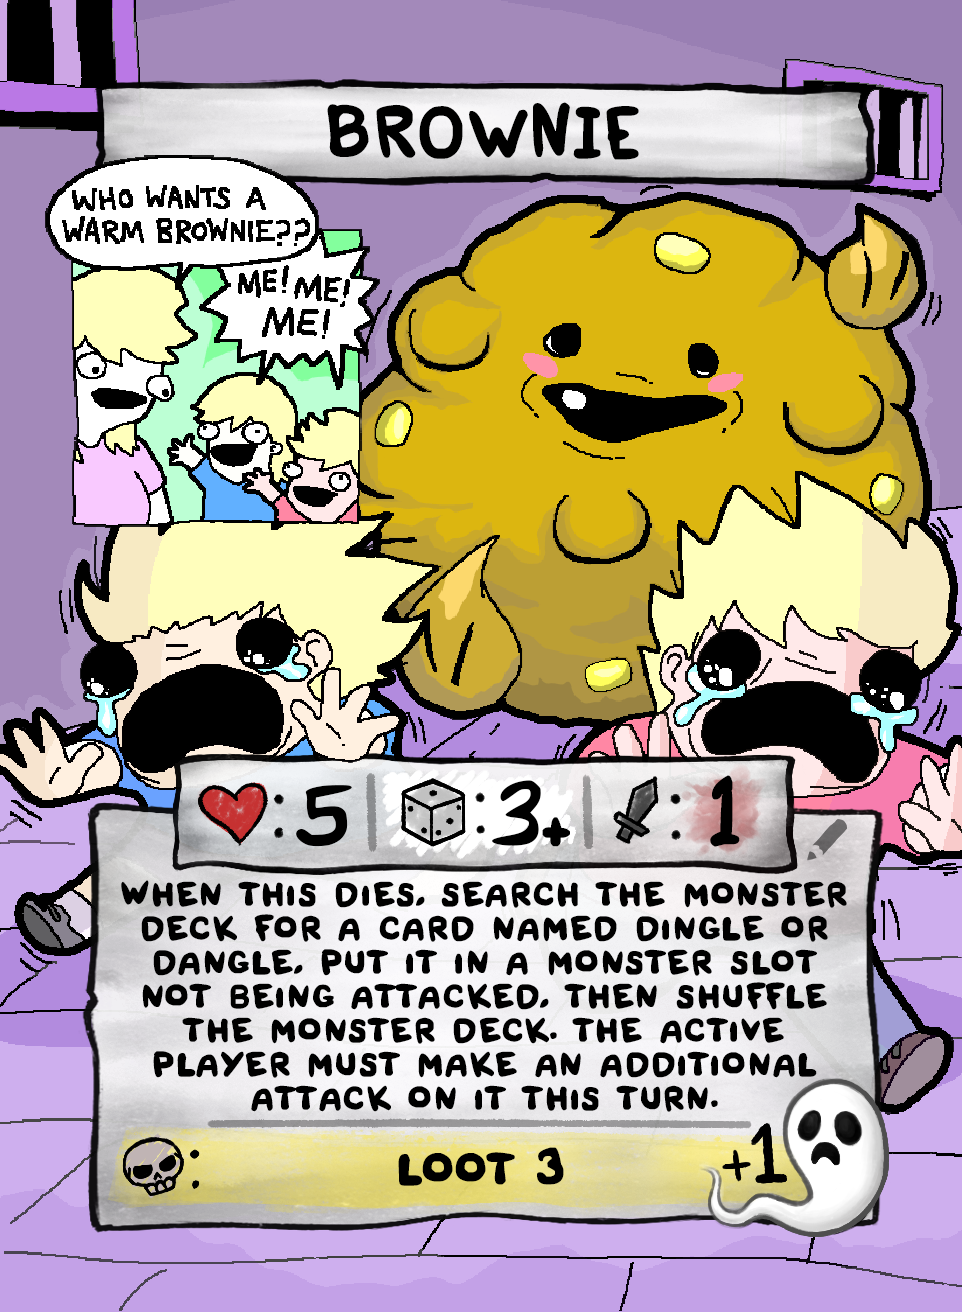 BROWNIE
WHO WANTS A
WARM BROWNIE??
ME! ME!
ME!
:5
:3+
:1
WHEN THIS DIES, SEARCH THE MONSTER
DECK FOR A CARD NAMED DINGLE OR
DANGLE, PUT IT IN A MONSTER SLOT
NOT BEING ATTACKED, THEN SHUFFLE
THE MONSTER DECK. THE ACTIVE
PLAYER MUST MAKE AN ADDITIONAL
ATTACK ON IT THIS TURN.
: LOOT 3 +1